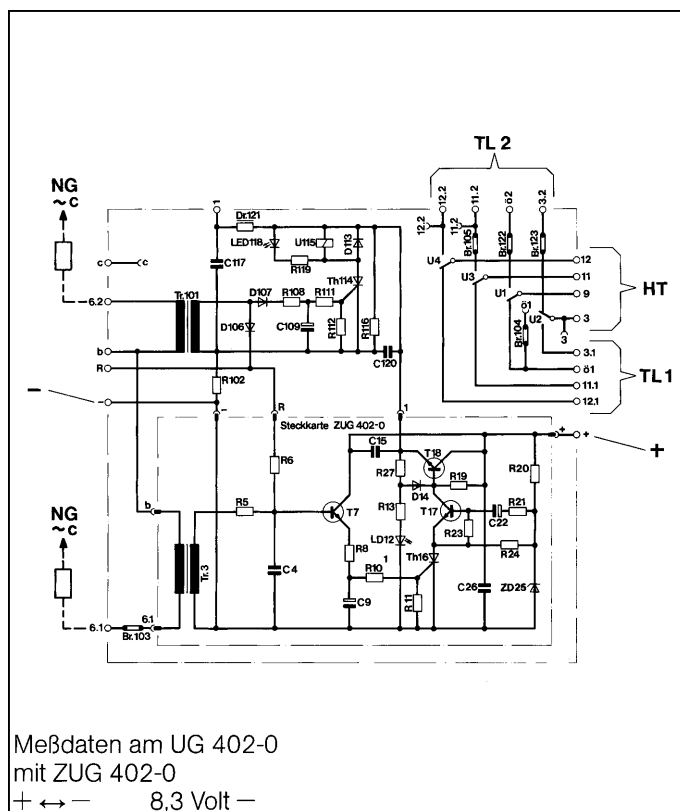 TL 2
12.2 11.2 ö2 3.2
12.2 11.2 Br.105 Br.122 Br.123
NG
~c
1
Dr.121
LED118 U115 D113
C117
R119
U4 12
U3 11
HT
c c
Th114
D107 R108 R111
U1 9
ö1
6.2
Tr.101
D106 C109 R112 R116
U2 3
Br.104 3
b
C120
3.1
R
R102
ö1
TL1
11.1
−
-
12.1
- R 1
Steckkarte ZUG 402-0
+ +
+
C15 T18
R6
R27 R19 R20
NG
~c
b
D14
R5
T7
R13
T17
C22 R21
R23
LD12
R24
Tr.3
C4
R8
1
Th16
R10
C26 ZD25
C9
R11
6.1
6.1
Br.103
Meßdaten am UG 402-0
mit ZUG 402-0
+ ↔ − 8,3 Volt −